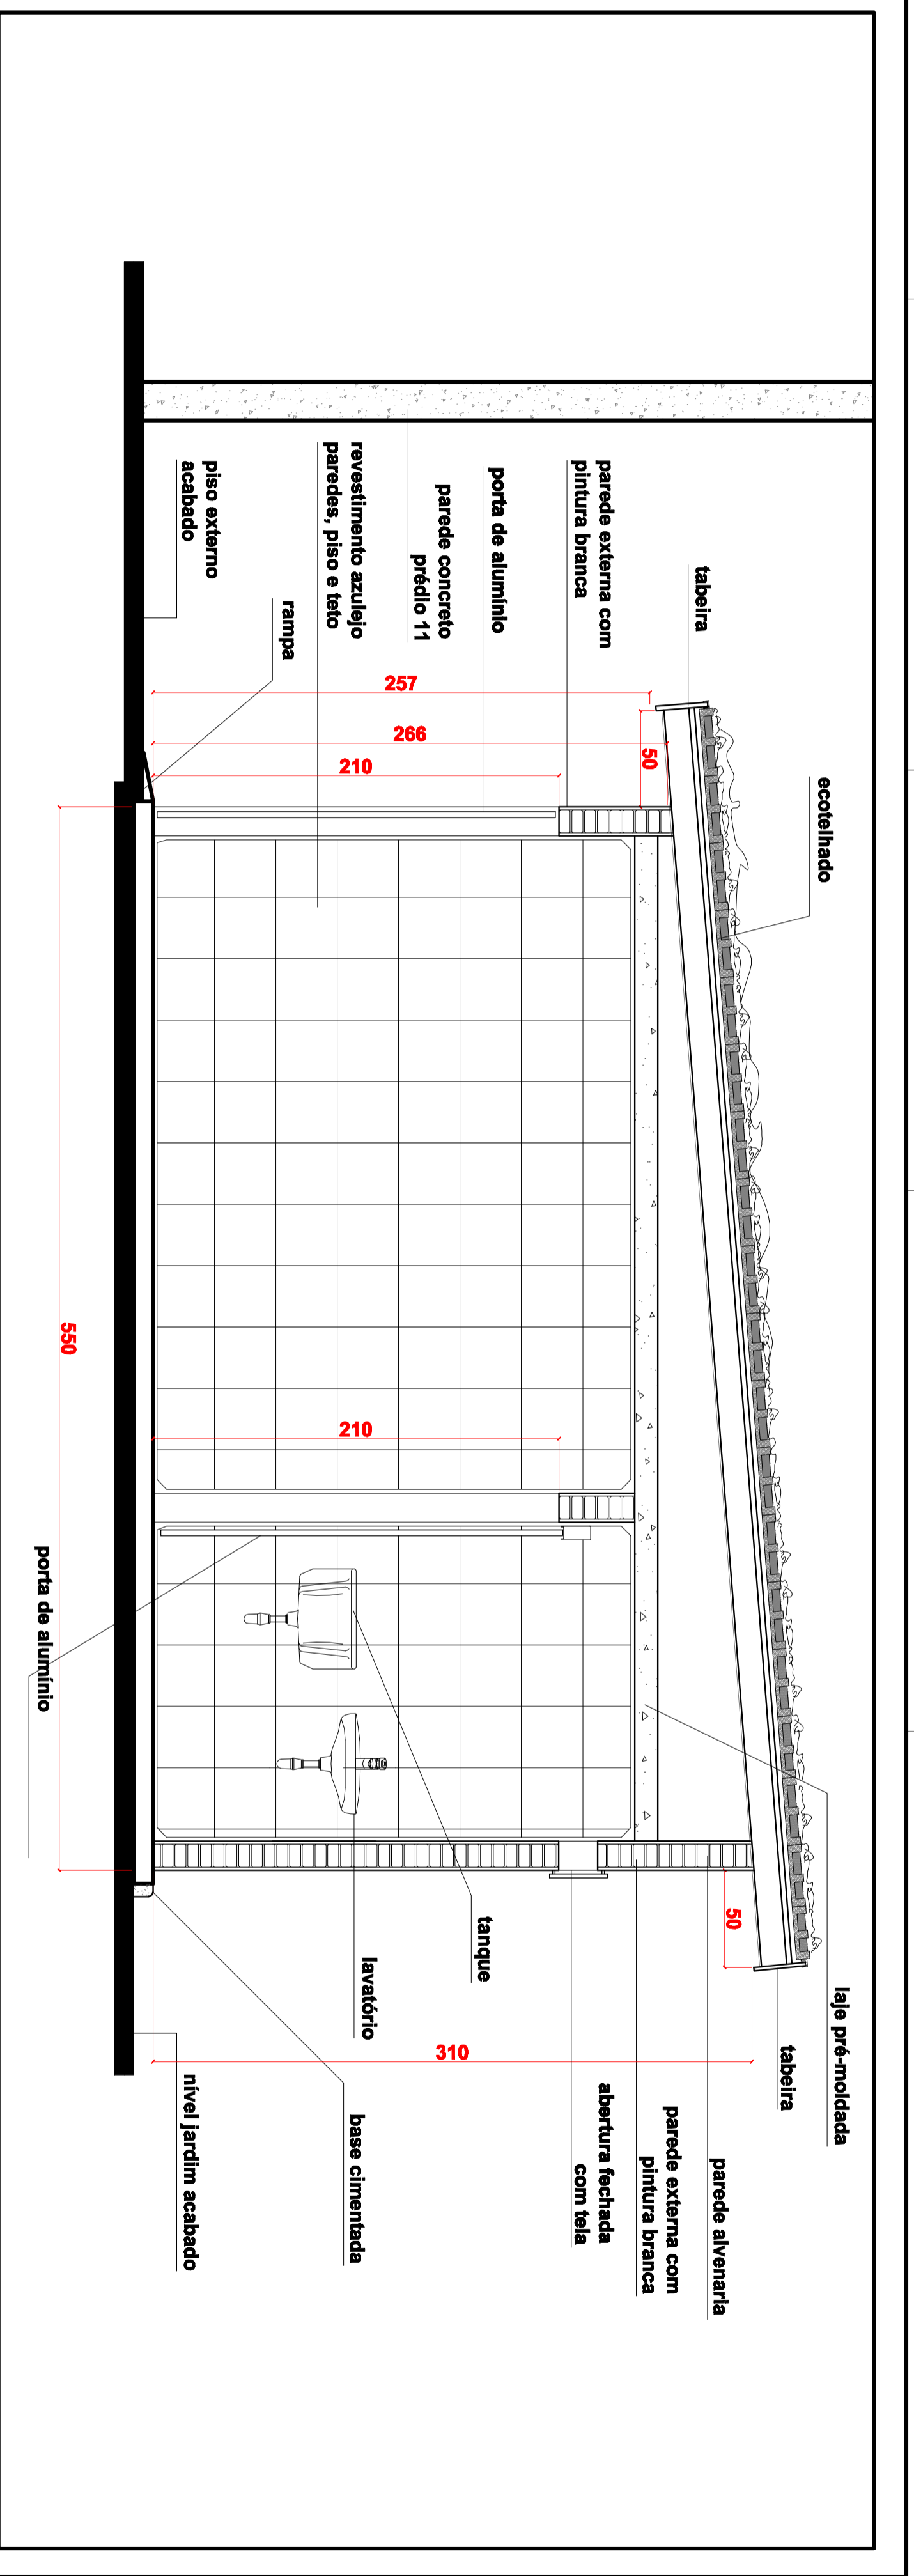 laje pré-moldada
ecotelhado
tabeira
tabeira
parede alvenaria
parede externa com
pintura branca
parede externa com
pintura branca
abertura fechada
com tela
porta de alumínio
parede concreto
prédio 11
revestimento azulejo
paredes, piso e teto
rampa
piso externo
acabado
tanque
lavatório
base cimentada
nível jardim acabado
porta de alumínio
257
266
210
50
210
50
310
550